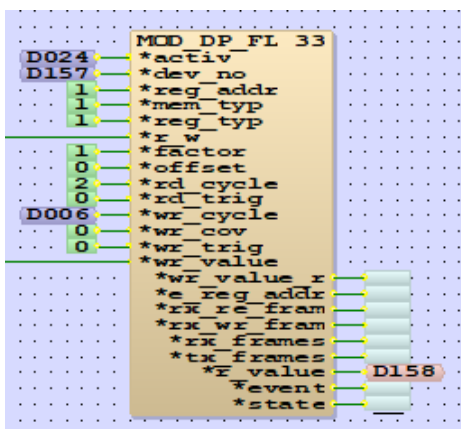 MOD_DP_FL 33
D024 *activ
D157 *dev_no
1 *reg_addr
1 *mem_typ
1 *reg_typ
*r_w
1 *factor
0 *offset
2 *rd_cycle
0 *rd_trig
D006 *wr_cycle
0 *wr_cov
0 *wr_trig
*wr_value
*wr_value_r
*e_reg_addr
*rx_re_fram
*rx_wr_fram
*rx_frames
*tx_frames
*r_value D158
*event
*state